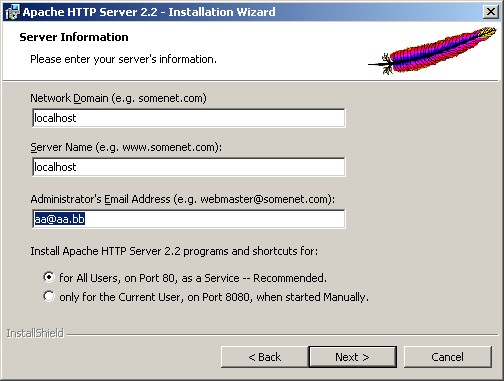 Apache HTTP Server 2.2 - Installation Wizard
Server Information
Please enter your server's information.
Network Domain (e.g. somenet.com)
localhost
Server Name (e.g. www.somenet.com):
localhost
Administrator's Email Address (e.g. webmaster@somenet.com):
aa@aa.bb
Install Apache HTTP Server 2.2 programs and shortcuts for:
for All Users, on Port 80, as a Service -- Recommended.
only for the Current User, on Port 8080, when started Manually.
InstallShield
< Back
Next >
Cancel